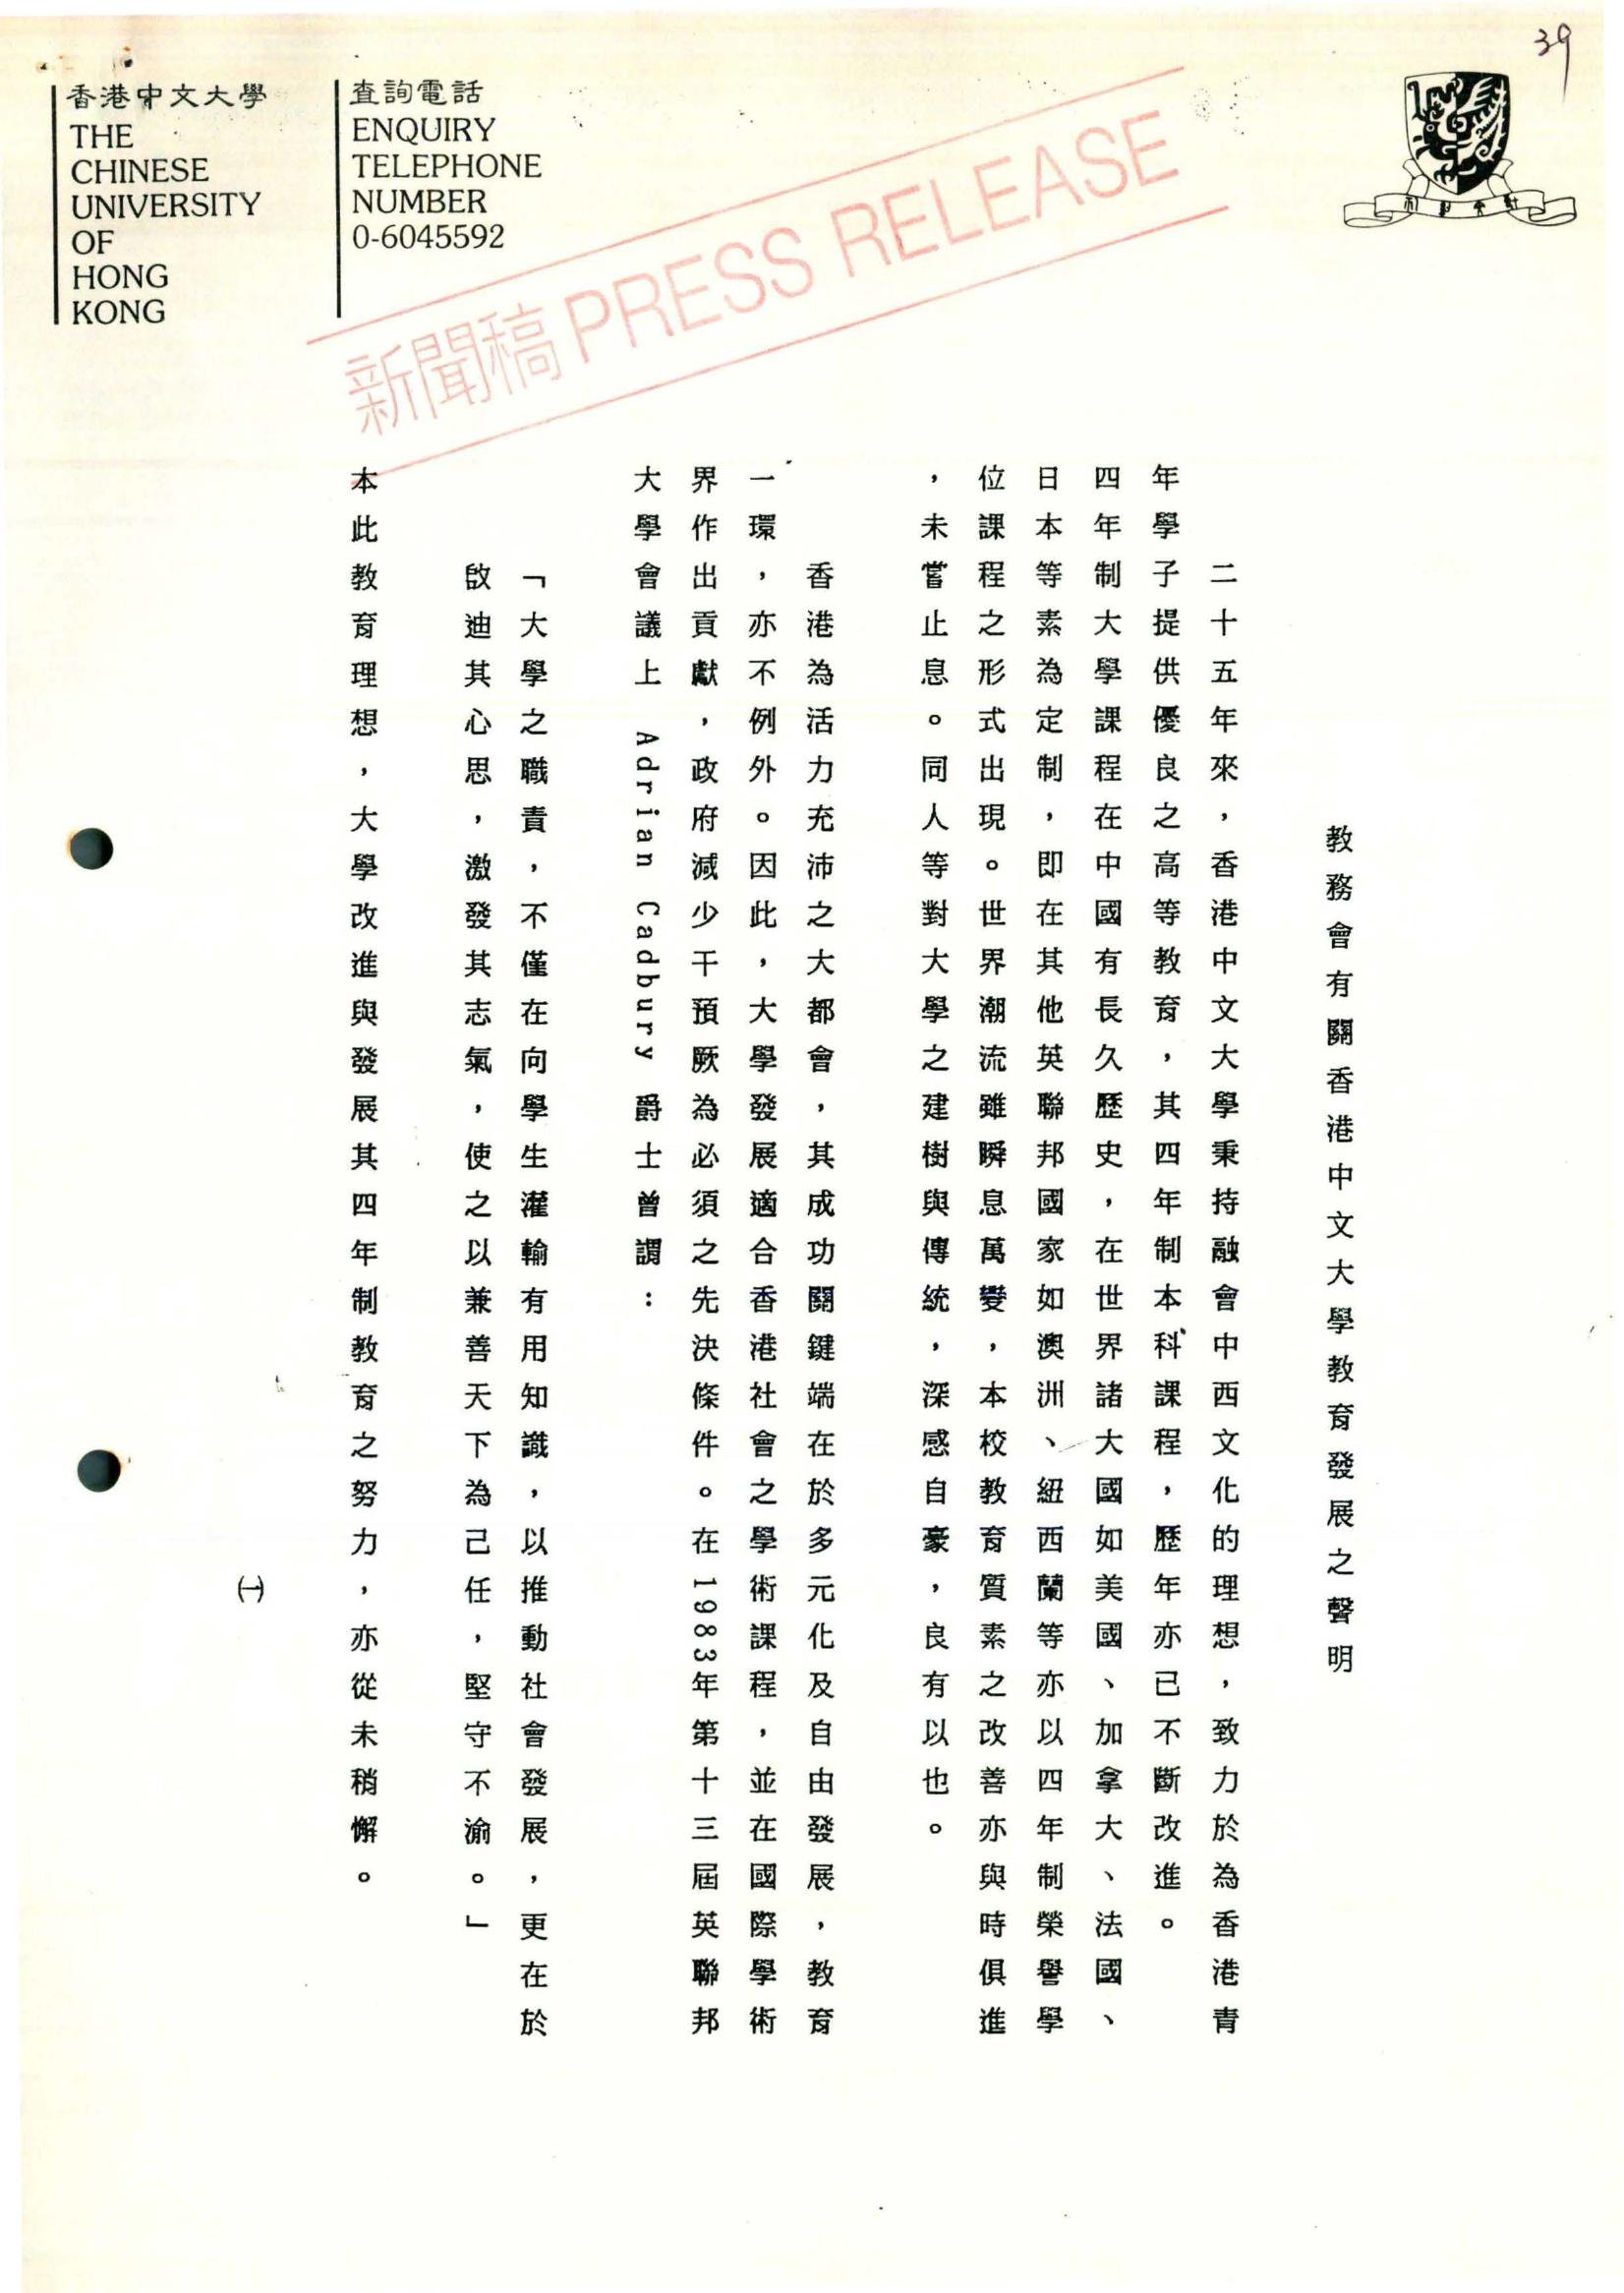 39
香港中文大學
THE
CHINESE
UNIVERSITY
OF
HONG
KONG
查詢電話
ENQUIRY
TELEPHONE
NUMBER
0-6045592
新聞稿 PRESS RELEASE
教務會有關香港中文大學教育發展之聲明
二十五年來，香港中文大學秉持融會中西文化的理想，致力於為香港青
年學子提供優良之高等教育，其四年制本科課程，歷年亦已不斷改進。
四年制大學課程在中國有長久歷史，在世界諸大國如美國、加拿大、法國、
日本等素為定制，即在其他英聯邦國家如澳洲、紐西蘭等亦以四年制榮譽學
位課程之形式出現。世界潮流雖瞬息萬變，本校教育質素之改善亦與時俱進
，未嘗止息。同人等對大學之建樹與傳統，深感自豪，良有以也。
香港為活力充沛之大都會，其成功關鍵端在於多元化及自由發展，教育
一環，亦不例外。因此，大學發展適合香港社會之學術課程，並在國際學術
界作出貢獻，政府減少干預厥為必須之先決條件。在1983年第十三屆英聯邦
大學會議上 Adrian Cadbury 爵士曾謂：
「大學之職責，不僅在向學生灌輸有用知識，以推動社會發展，更在於
啟迪其心思，激發其志氣，使之以兼善天下為己任，堅守不渝。」
本此教育理想，大學改進與發展其四年制教育之努力，亦從未稍懈。
㈠